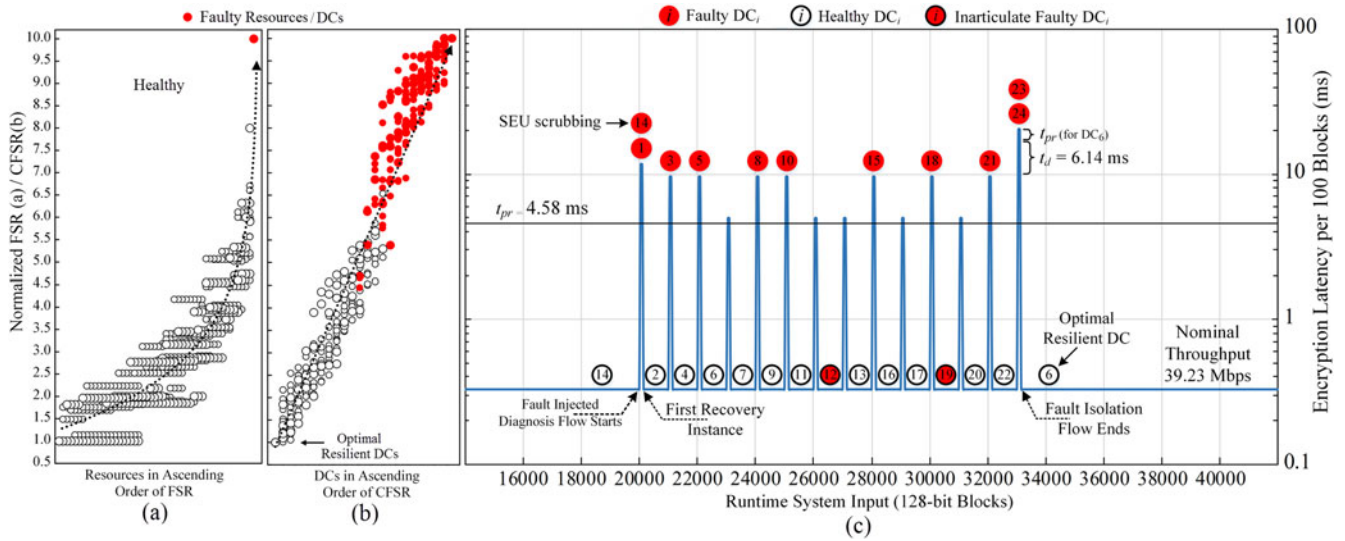 Faulty Resources / DCs
Normalized FSR (a) / CFSR(b)
10.0
9.5
9.0
8.5
8.0
7.5
7.0
6.5
6.0
5.5
5.0
4.5
4.0
3.5
3.0
2.5
2.0
1.5
1.0
0.5
Healthy
Resources in Ascending
Order of FSR
(a)
Optimal
Resilient DCs
DCs in Ascending
Order of CFSR
(b)
i Faulty DCi i Healthy DCi i Inarticulate Faulty DCi
SEU scrubbing
14
1
3
5
8
10
15
18
21
23
24
tpr (for DC6)
td = 6.14 ms
tpr = 4.58 ms
14 2 4 6 7 9 11 12 13 16 17 19 20 22 6
Optimal
Resilient DC
Nominal
Throughput
39.23 Mbps
Fault Injected
Diagnosis Flow Starts
First Recovery
Instance
Fault Isolation
Flow Ends
100
10
1
0.1
Encryption Latency per 100 Blocks (ms)
16000 18000 20000 22000 24000 26000 28000 30000 32000 34000 36000 38000 40000
Runtime System Input (128-bit Blocks)
(c)